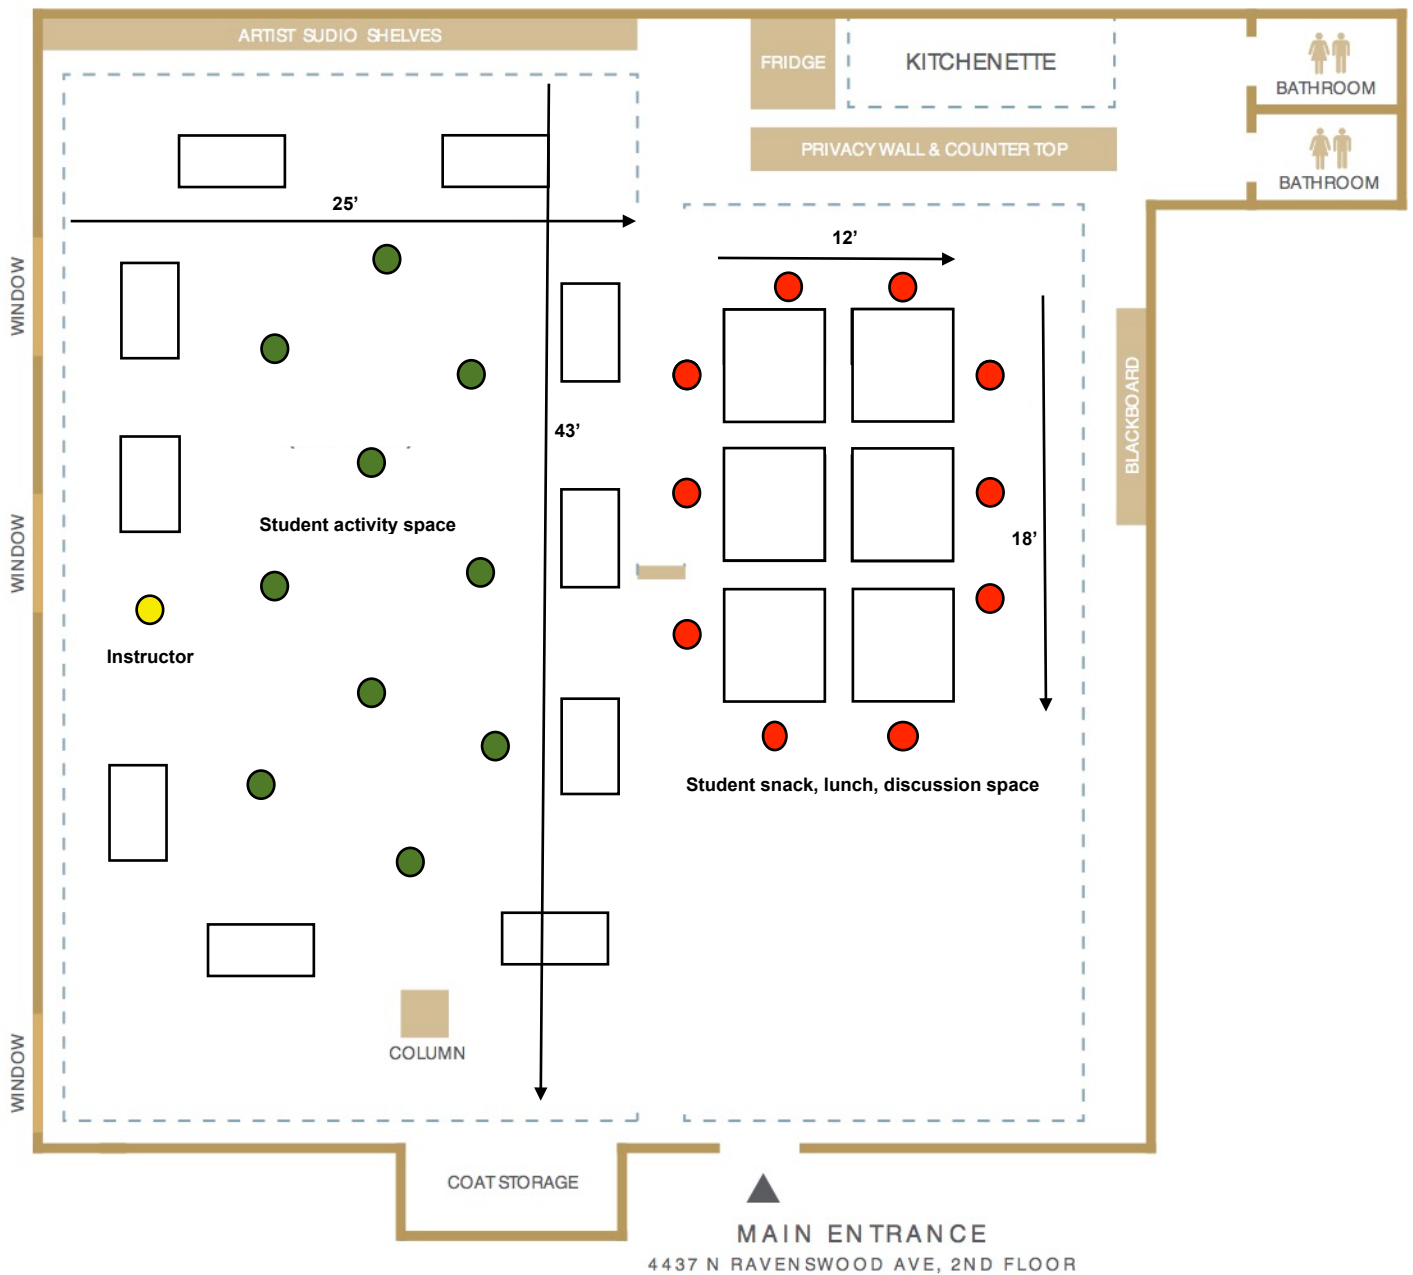 ARTIST SUDIO SHELVES
FRIDGE
KITCHENETTE
BATHROOM
PRIVACY WALL & COUNTER TOP
BATHROOM
25’
12’
WINDOW
BLACKBOARD
43’
WINDOW
Student activity space
18’
Instructor
Student snack, lunch, discussion space
WINDOW
COLUMN
COAT STORAGE
MAIN ENTRANCE
4437 N RAVENSWOOD AVE, 2ND FLOOR